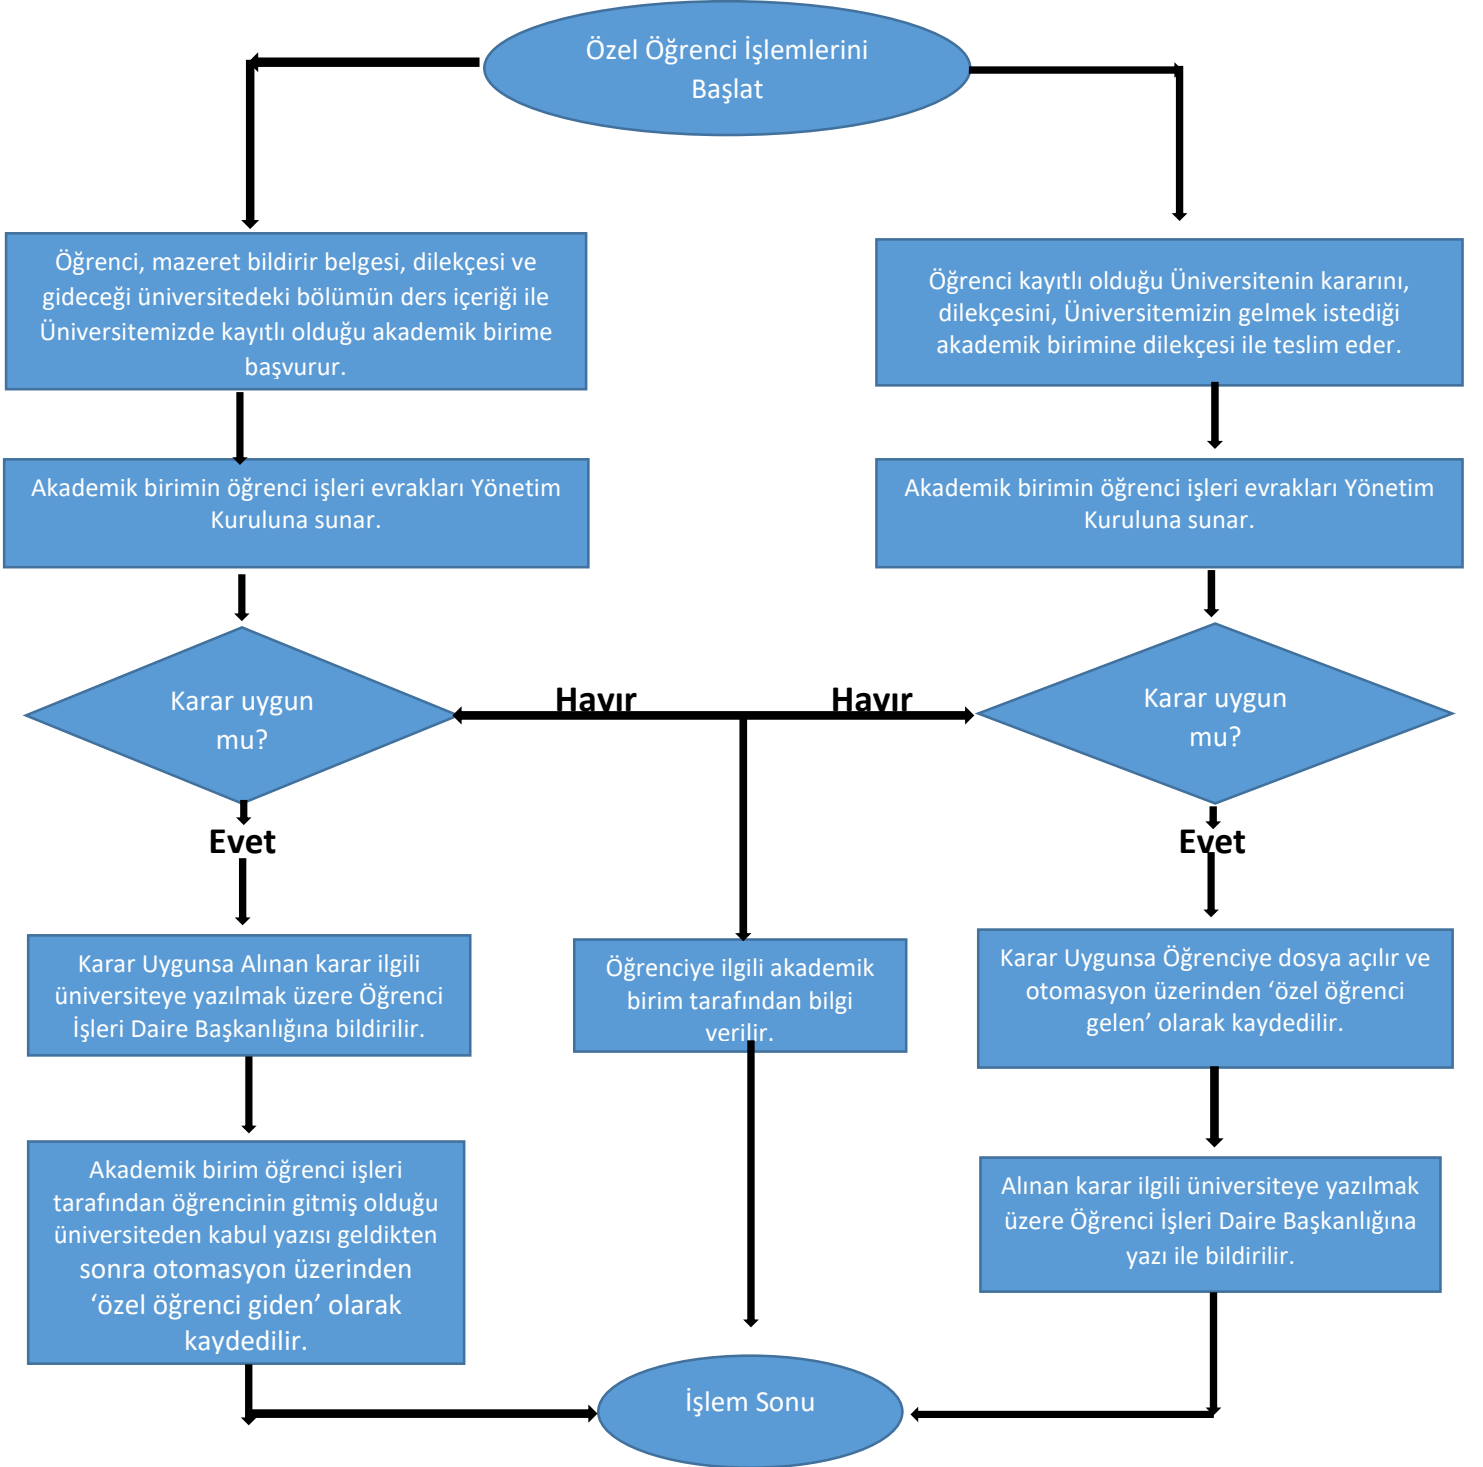 Özel Öğrenci İşlemlerini
Başlat
Öğrenci, mazeret bildirir belgesi, dilekçesi ve
gideceği üniversitedeki bölümün ders içeriği ile
Üniversitemizde kayıtlı olduğu akademik birime
başvurur.
Öğrenci kayıtlı olduğu Üniversitenin kararını,
dilekçesini, Üniversitemizin gelmek istediği
akademik birimine dilekçesi ile teslim eder.
Akademik birimin öğrenci işleri evrakları Yönetim
Kuruluna sunar.
Akademik birimin öğrenci işleri evrakları Yönetim
Kuruluna sunar.
Karar uygun
mu?
Hayır
Hayır
Karar uygun
mu?
Evet
Evet
Karar Uygunsa Alınan karar ilgili
üniversiteye yazılmak üzere Öğrenci
İşleri Daire Başkanlığına bildirilir.
Öğrenciye ilgili akademik
birim tarafından bilgi
verilir.
Karar Uygunsa Öğrenciye dosya açılır ve
otomasyon üzerinden ‘özel öğrenci
gelen’ olarak kaydedilir.
Akademik birim öğrenci işleri
tarafından öğrencinin gitmiş olduğu
üniversiteden kabul yazısı geldikten
sonra otomasyon üzerinden
‘özel öğrenci giden’ olarak
kaydedilir.
Alınan karar ilgili üniversiteye yazılmak
üzere Öğrenci İşleri Daire Başkanlığına
yazı ile bildirilir.
İşlem Sonu